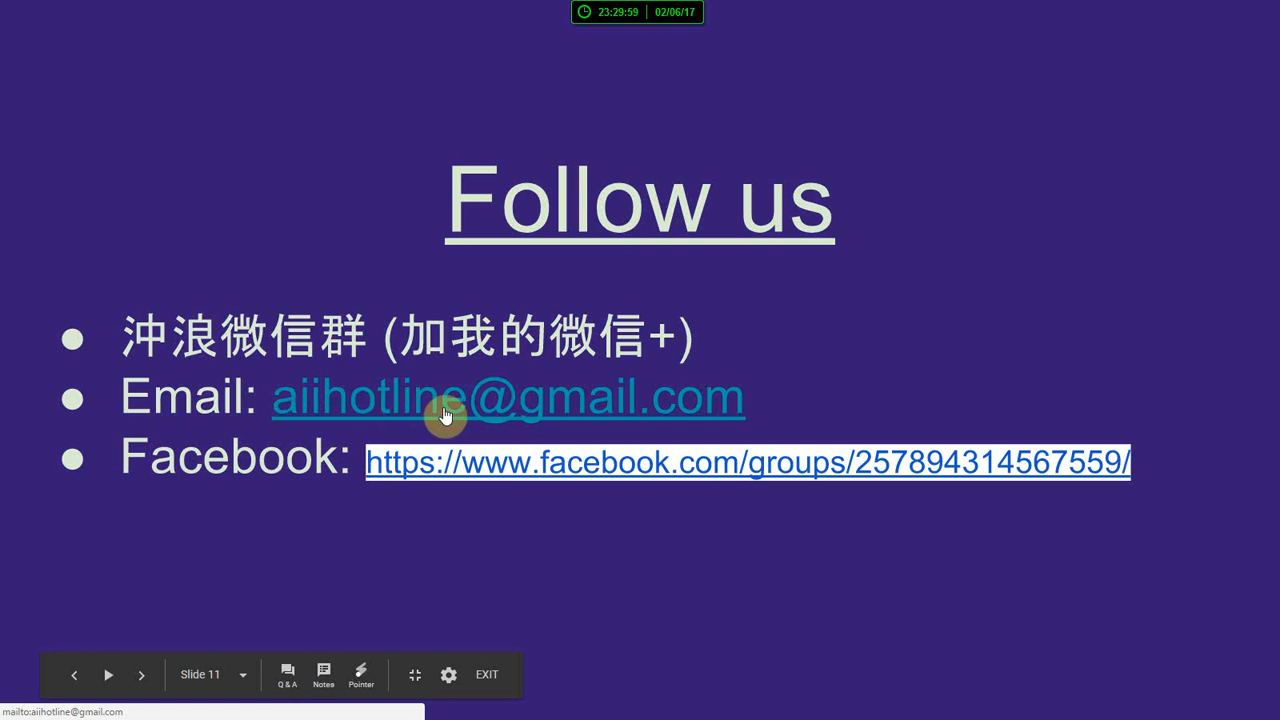 23:29:59 | 02/06/17
Follow us
● 沖浪微信群 (加我的微信+)
● Email: aiihotline@gmail.com
● Facebook: https://www.facebook.com/groups/257894314567559/
Slide 11 Q & A Notes Pointer EXIT
mailto:aiihotline@gmail.com